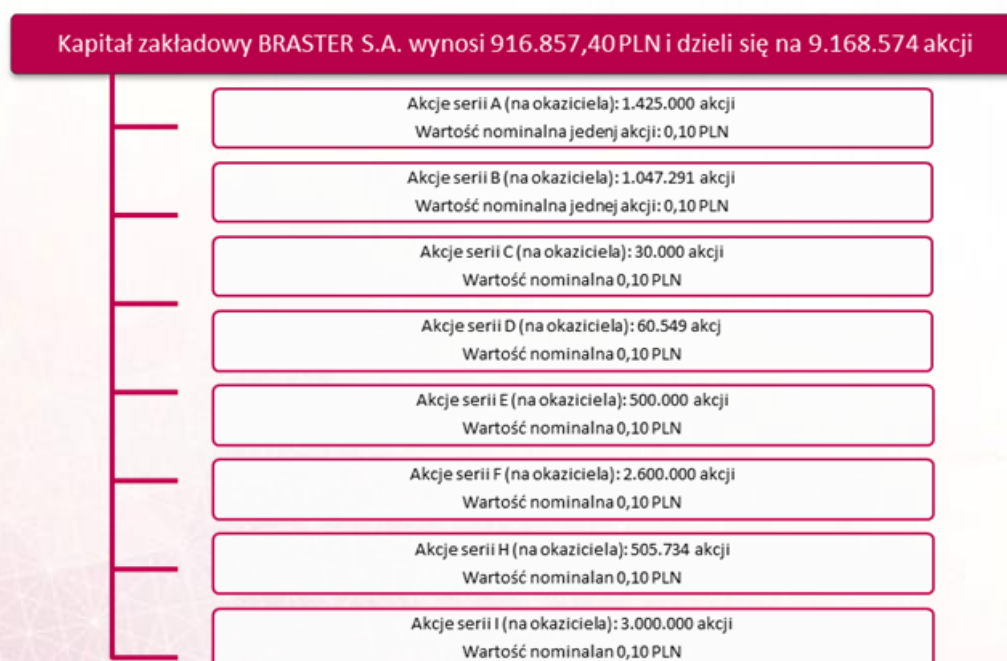 Kapitał zakładowy BRASTER S.A. wynosi 916.857,40 PLN i dzieli się na 9.168.574 akcji
Akcje serii A (na okaziciela): 1.425.000 akcji
Wartość nominalna jedenj akcji: 0,10 PLN
Akcje serii B (na okaziciela): 1.047.291 akcji
Wartość nominalna jednej akcji: 0,10 PLN
Akcje serii C (na okaziciela): 30.000 akcji
Wartość nominalna 0,10 PLN
Akcje serii D (na okaziciela): 60.549 akcj
Wartość nominalna 0,10 PLN
Akcje serii E (na okaziciela): 500.000 akcji
Wartość nominalna 0,10 PLN
Akcje serii F (na okaziciela): 2.600.000 akcji
Wartość nominalna 0,10 PLN
Akcje serii H (na okaziciela): 505.734 akcji
Wartość nominalan 0,10 PLN
Akcje serii I (na okaziciela): 3.000.000 akcji
Wartość nominalan 0,10 PLN